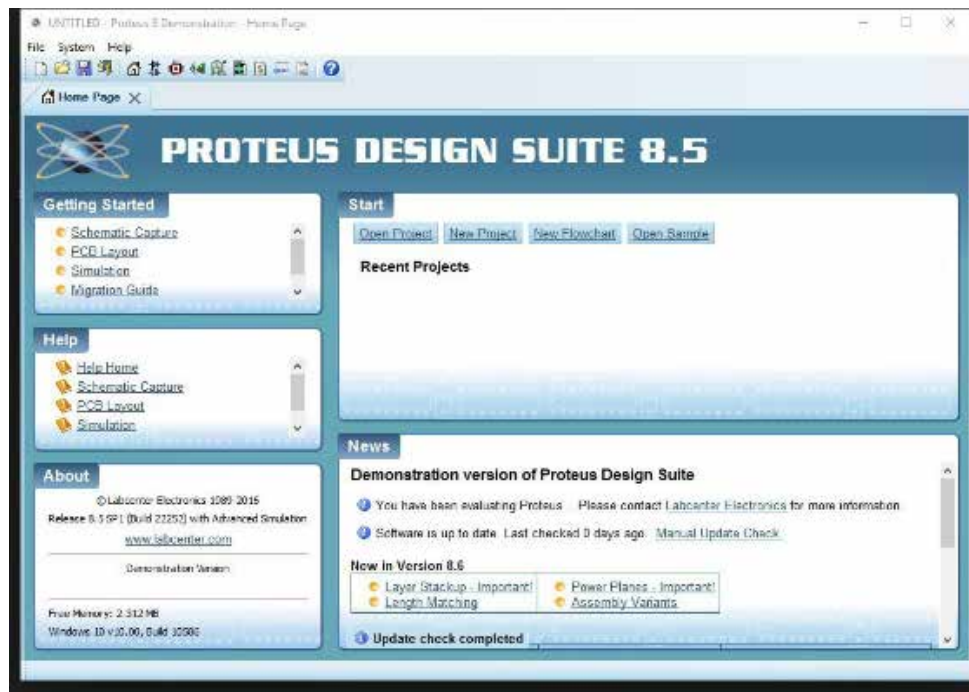 UNTITLED - Proteus 8 Demonstration - Home Page
File System Help
Home Page
PROTEUS DESIGN SUITE 8.5
Getting Started
Schematic Capture
PCB Layout
Simulation
Migration Guide
Help
Help Home
Schematic Capture
PCB Layout
Simulation
About
© Labcenter Electronics 1989-2016
Release 8.5 SP1 (Build 22252) with Advanced Simulation
www.labcenter.com
Demonstration Version
Free Memory: 2 312 MB
Windows 10 v10.00, Build 10586
Start
Open Project New Project New Flowchart Open Sample
Recent Projects
News
Demonstration version of Proteus Design Suite
You have been evaluating Proteus Please contact Labcenter Electronics for more information
Software is up to date. Last checked 0 days ago. Manual Update Check
New in Version 8.6
Layer Stackup - Important! Power Planes - Important!
Length Matching Assembly Variants
Update check completed